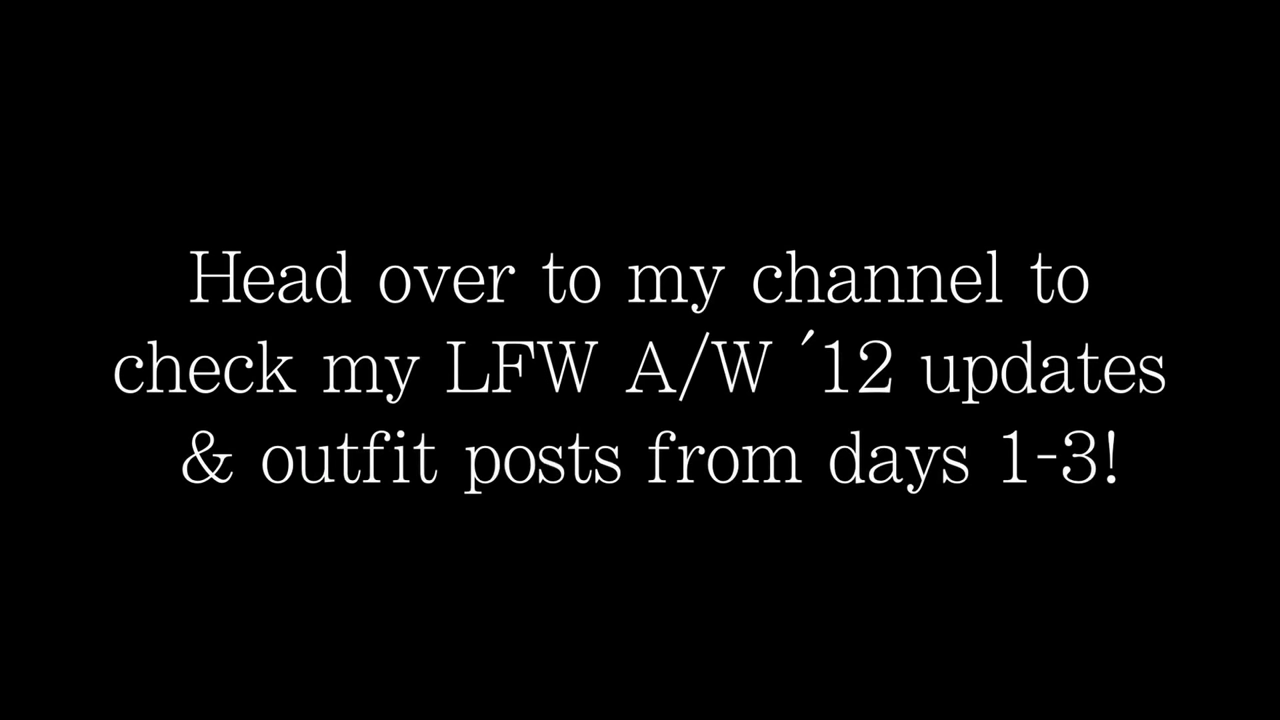 Head over to my channel to
check my LFW A/W ´12 updates
& outfit posts from days 1-3!